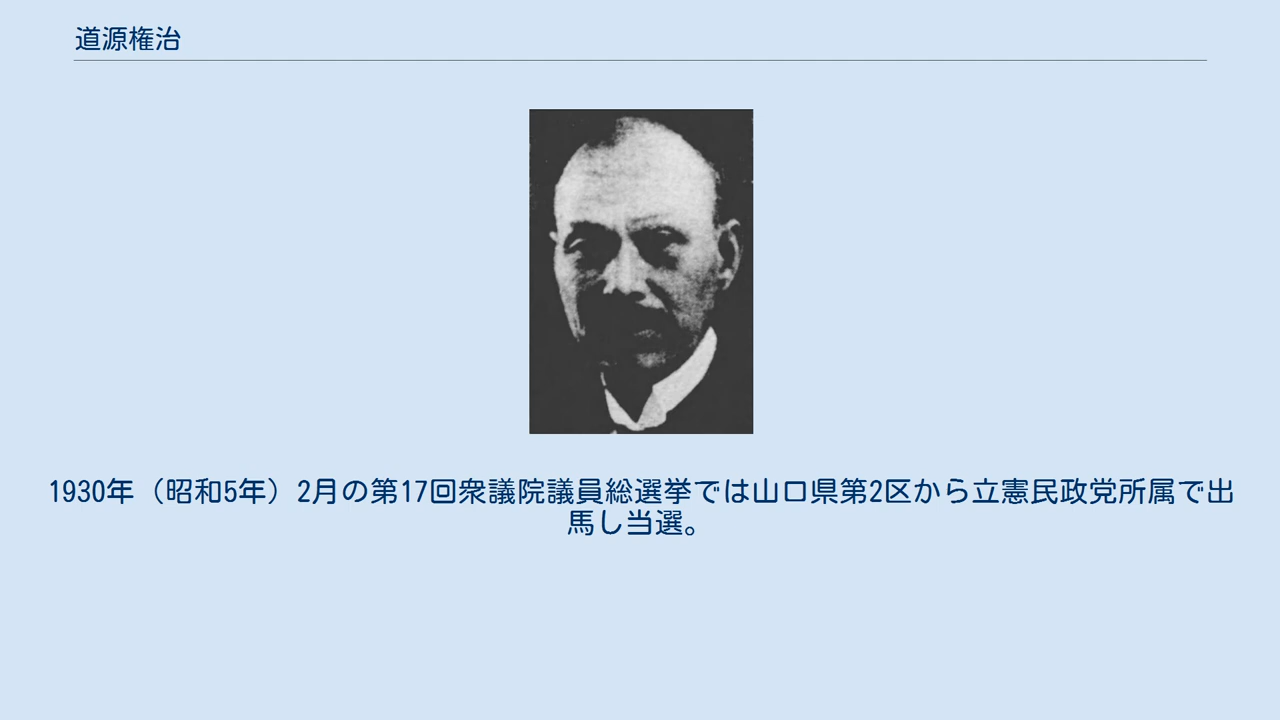 道源権治
1930年（昭和5年）2月の第17回衆議院議員総選挙では山口県第2区から立憲民政党所属で出
馬し当選。